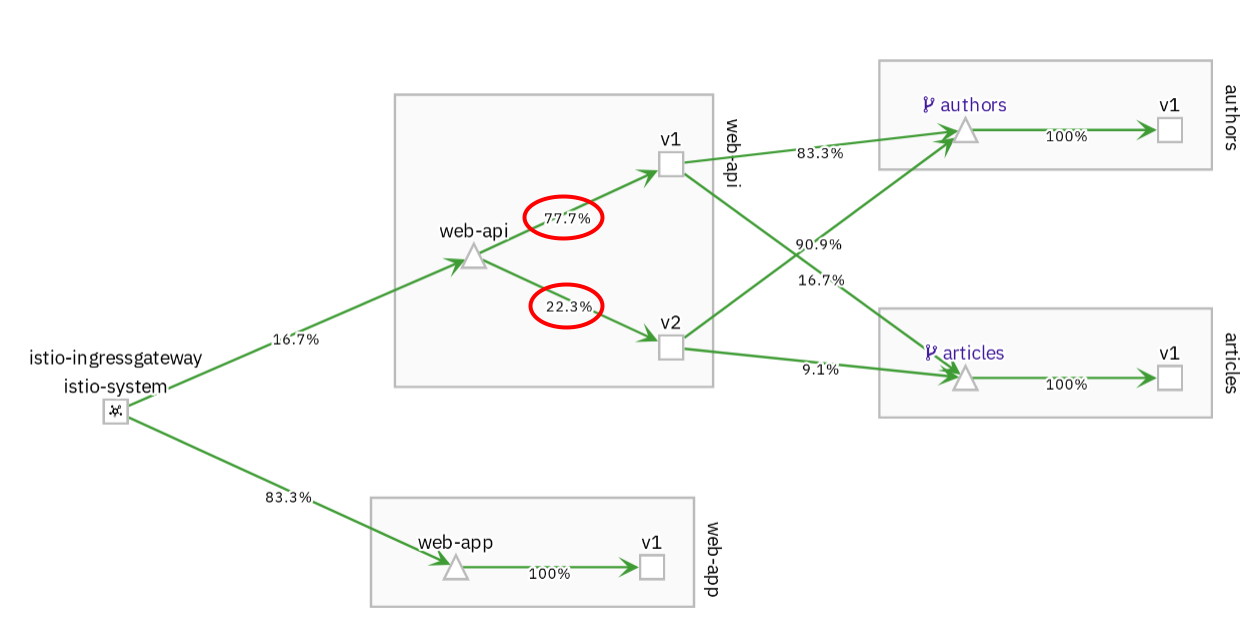 authors
v1
100%
authors
v1
web-api
83.3%
77.7%
web-api
90.9%
16.7%
22.3%
v2
16.7%
articles
v1
articles
9.1%
100%
istio-ingressgateway
istio-system
83.3%
web-app
v1
100%
web-app